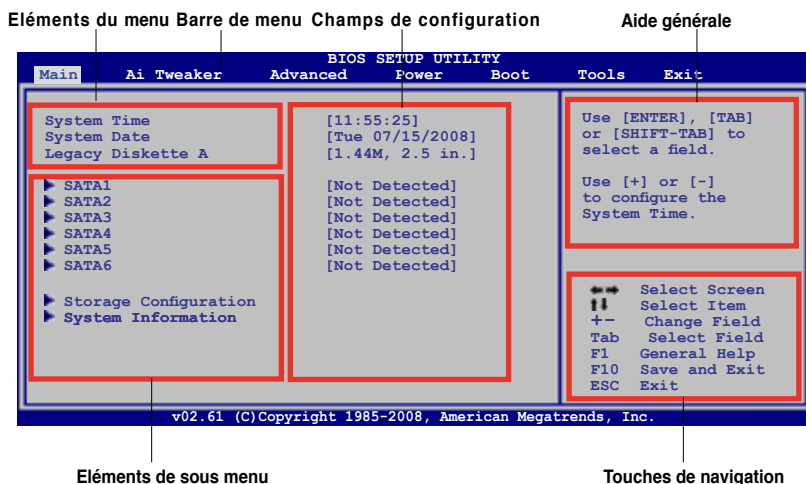 Eléments du menu Barre de menu Champs de configuration Aide générale
BIOS SETUP UTILITY
Main Ai Tweaker Advanced Power Boot Tools Exit
System Time [11:55:25]
System Date [Tue 07/15/2008]
Legacy Diskette A [1.44M, 2.5 in.]
SATA1 [Not Detected]
SATA2 [Not Detected]
SATA3 [Not Detected]
SATA4 [Not Detected]
SATA5 [Not Detected]
SATA6 [Not Detected]
Storage Configuration
System Information
Use [ENTER], [TAB]
or [SHIFT-TAB] to
select a field.
Use [+] or [-]
to configure the
System Time.
←→ Select Screen
↑↓ Select Item
+- Change Field
Tab Select Field
F1 General Help
F10 Save and Exit
ESC Exit
v02.61 (C)Copyright 1985-2008, American Megatrends, Inc.
Eléments de sous menu Touches de navigation